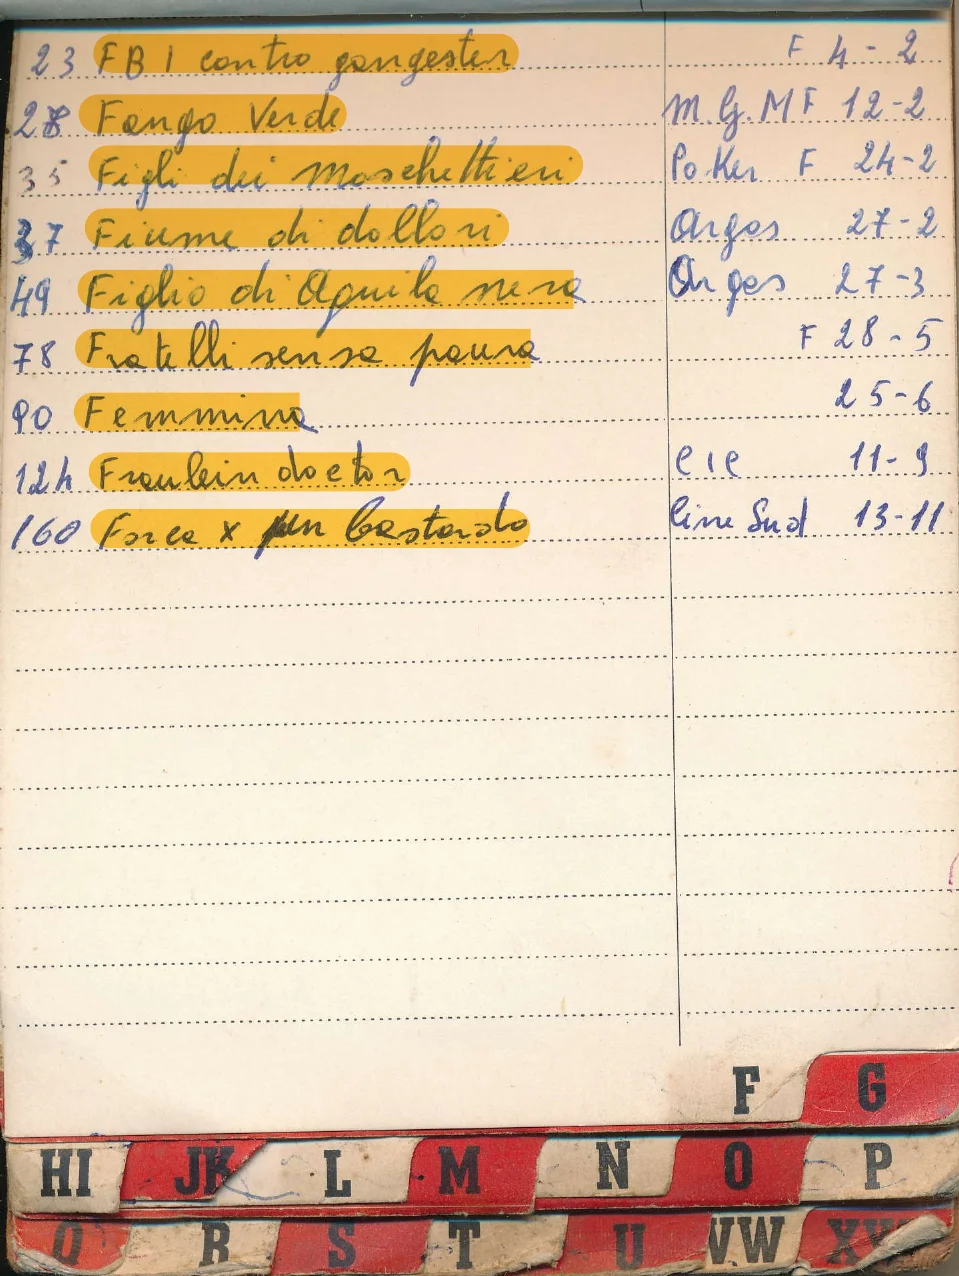 23 FBI contro gangester F 4-2
28 Fango Verde M.G.M F 12-2
35 Figli dei moschettieri Poker F 24-2
37 Fiume di dollari Argos 27-2
49 Figlio di Aquila nera Argos 27-3
78 Fratelli senza paura F 28-5
90 Femmina 25-6
124 Fraulein doctor CIC 11-9
160 Forca x un bastardo Cine Sud 13-11
F G
HI JK L M N O P
Q R S T U VW